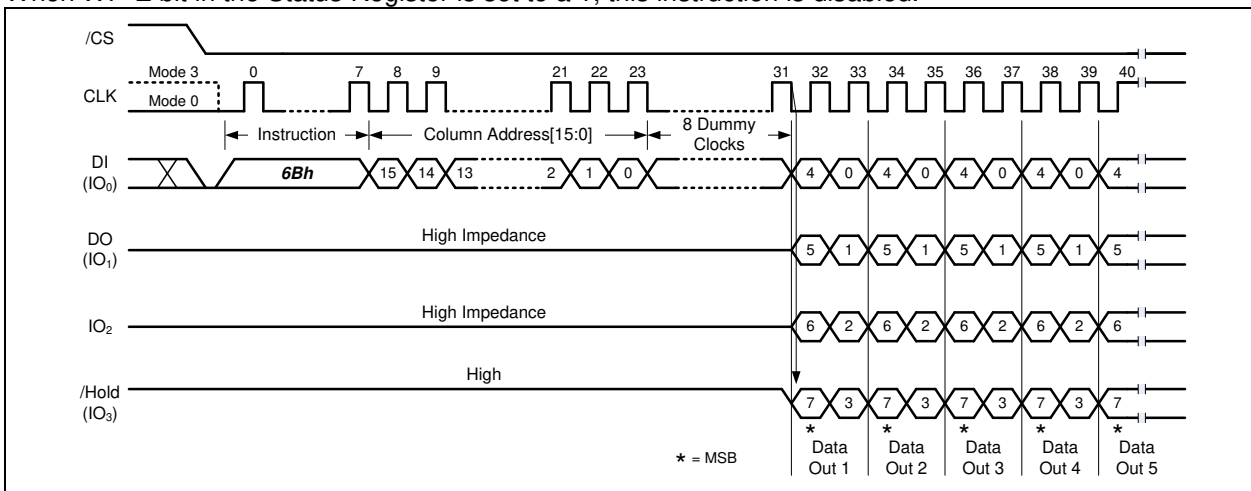 When WP-E bit in the Status Register is set to a 1, this instruction is disabled.
/CS
Mode 3 0 7 8 9 21 22 23 31 32 33 34 35 36 37 38 39 40
CLK
Mode 0
Instruction Column Address[15:0] 8 Dummy
Clocks
DI
(IO₀)
6Bh 15 14 13 2 1 0 4 0 4 0 4 0 4 0 4
High Impedance
DO
(IO₁)
5 1 5 1 5 1 5 1 5
High Impedance
IO₂
6 2 6 2 6 2 6 2 6
High
/Hold
(IO₃)
7 3 7 3 7 3 7 3 7
* * * * *
* = MSB
Data Data Data Data Data
Out 1 Out 2 Out 3 Out 4 Out 5